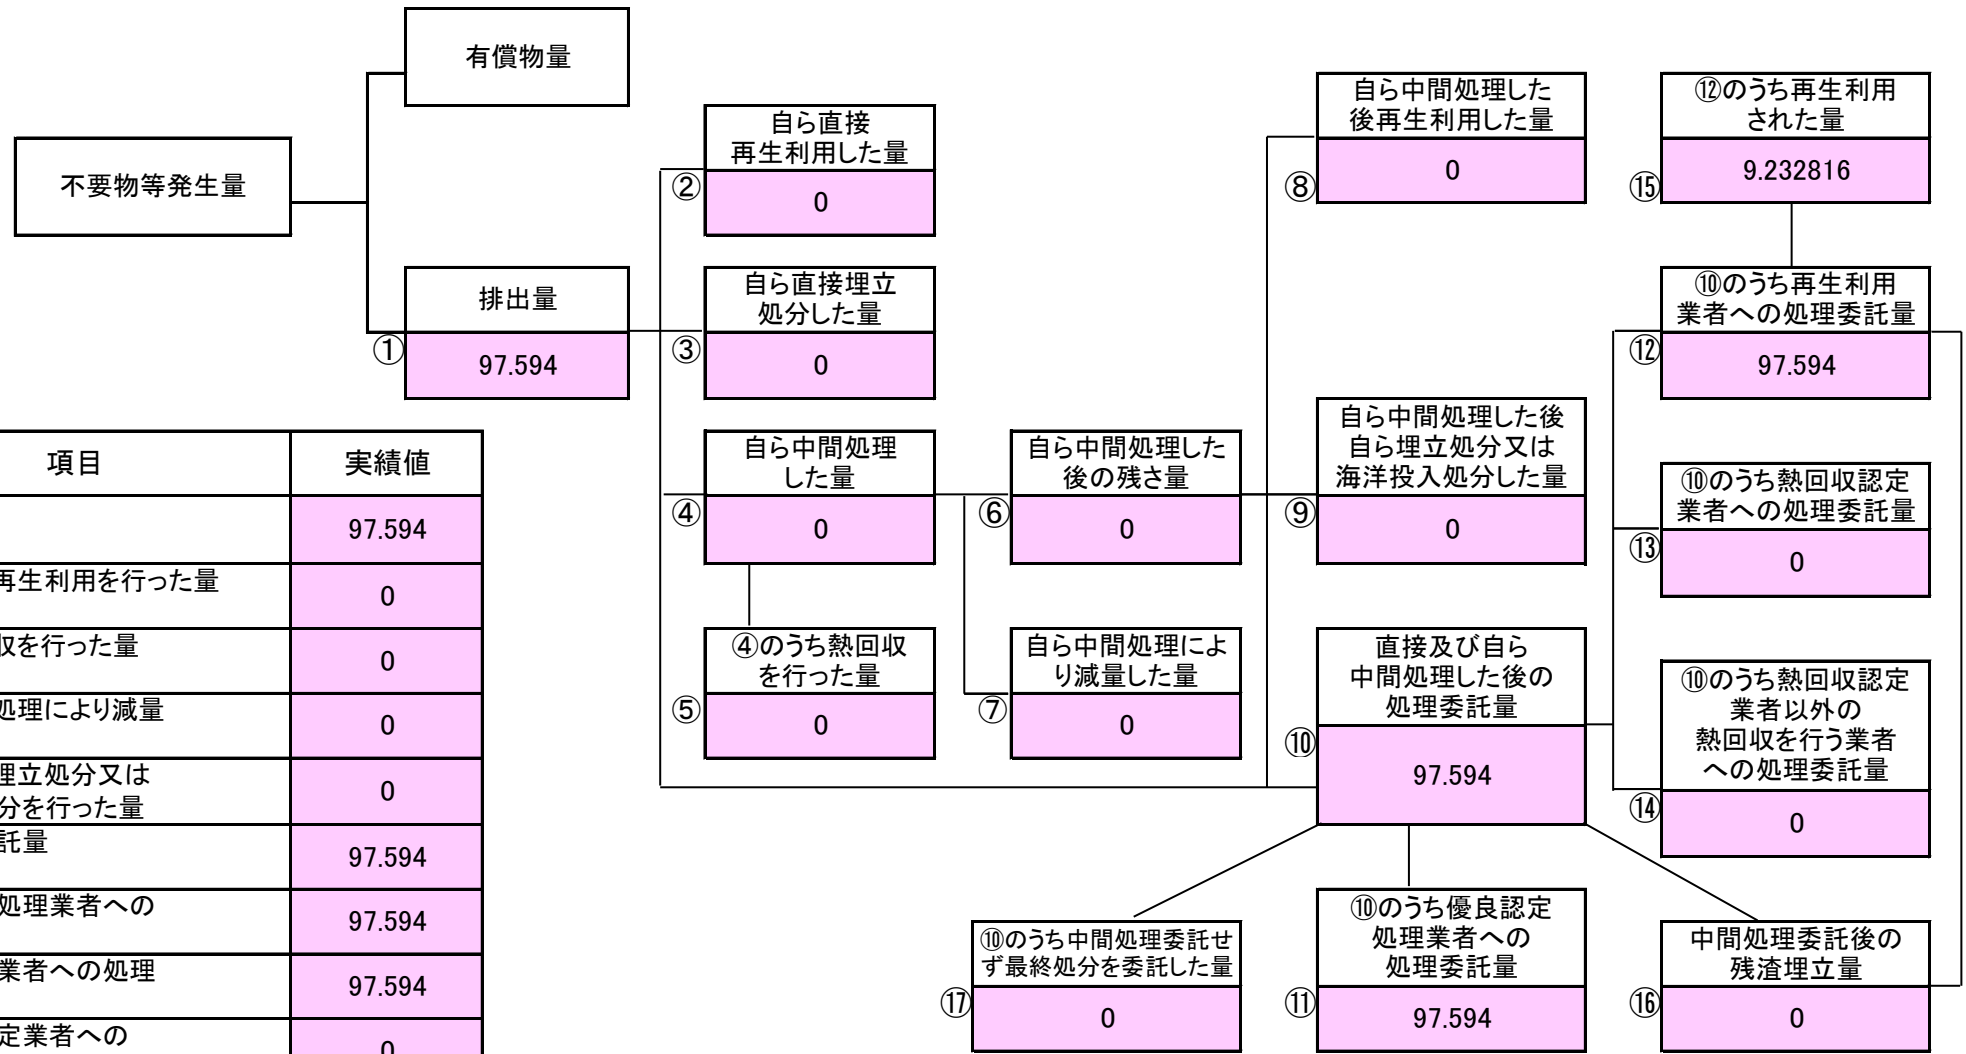 有償物量
不要物等発生量
排出量
①
97.594
自ら直接
再生利用した量
②
0
自ら直接埋立
処分した量
③
0
自ら中間処理
した量
④
0
④のうち熱回収
を行った量
⑤
0
自ら中間処理した
後の残さ量
⑥
0
自ら中間処理によ
り減量した量
⑦
0
自ら中間処理した
後再生利用した量
⑧
0
自ら中間処理した後
自ら埋立処分又は
海洋投入処分した量
⑨
0
直接及び自ら
中間処理した後の
処理委託量
⑩
97.594
⑫のうち再生利用
された量
⑮
9.232816
⑩のうち再生利用
業者への処理委託量
⑫
97.594
⑩のうち熱回収認定
業者への処理委託量
⑬
0
⑩のうち熱回収認定
業者以外の
熱回収を行う業者
への処理委託量
⑭
0
⑩のうち中間処理委託せ
ず最終処分を委託した量
⑰
0
⑩のうち優良認定
処理業者への
処理委託量
⑪
97.594
中間処理委託後の
残渣埋立量
⑯
0
項目 実績値
97.594
再生利用を行った量
0
収を行った量
0
処理により減量
0
埋立処分又は
分を行った量
0
託量
97.594
処理業者への
97.594
業者への処理
97.594
定業者への
0